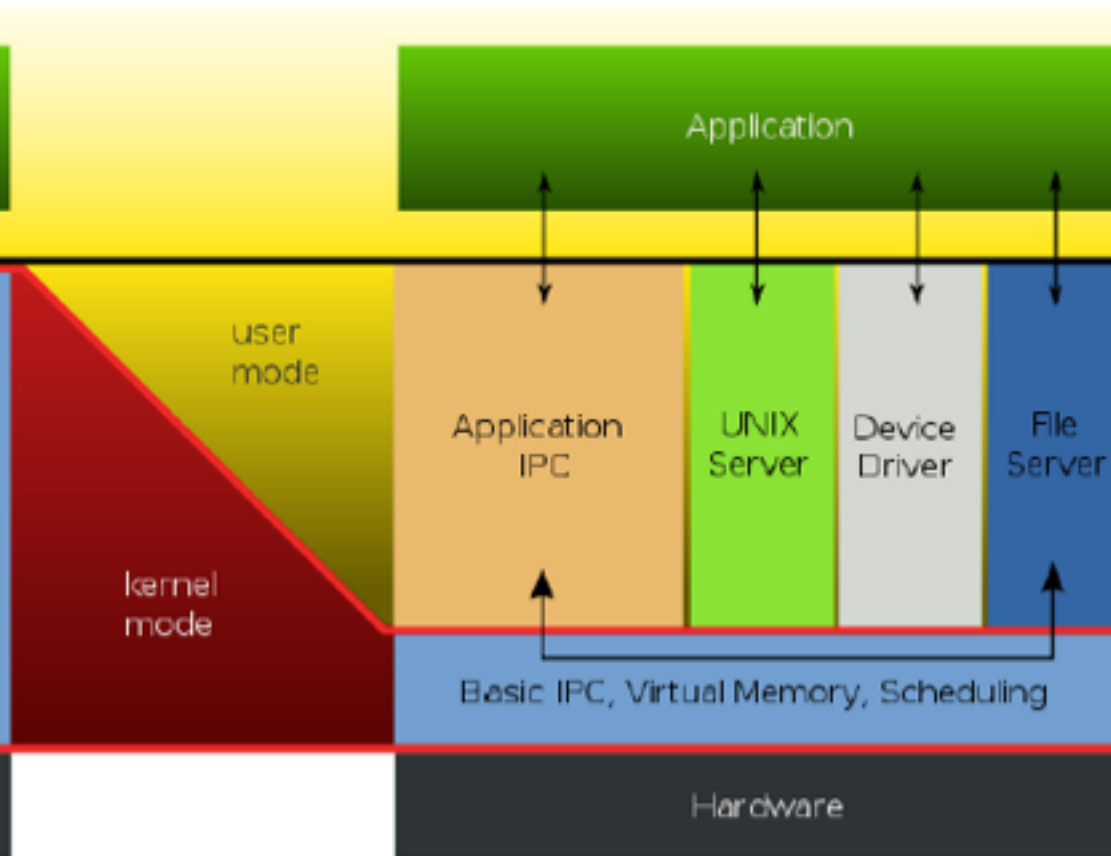 Application
user
mode
Application
IPC
UNIX
Server
Device
Driver
File
Server
kernel
mode
Basic IPC, Virtual Memory, Scheduling
Hardware